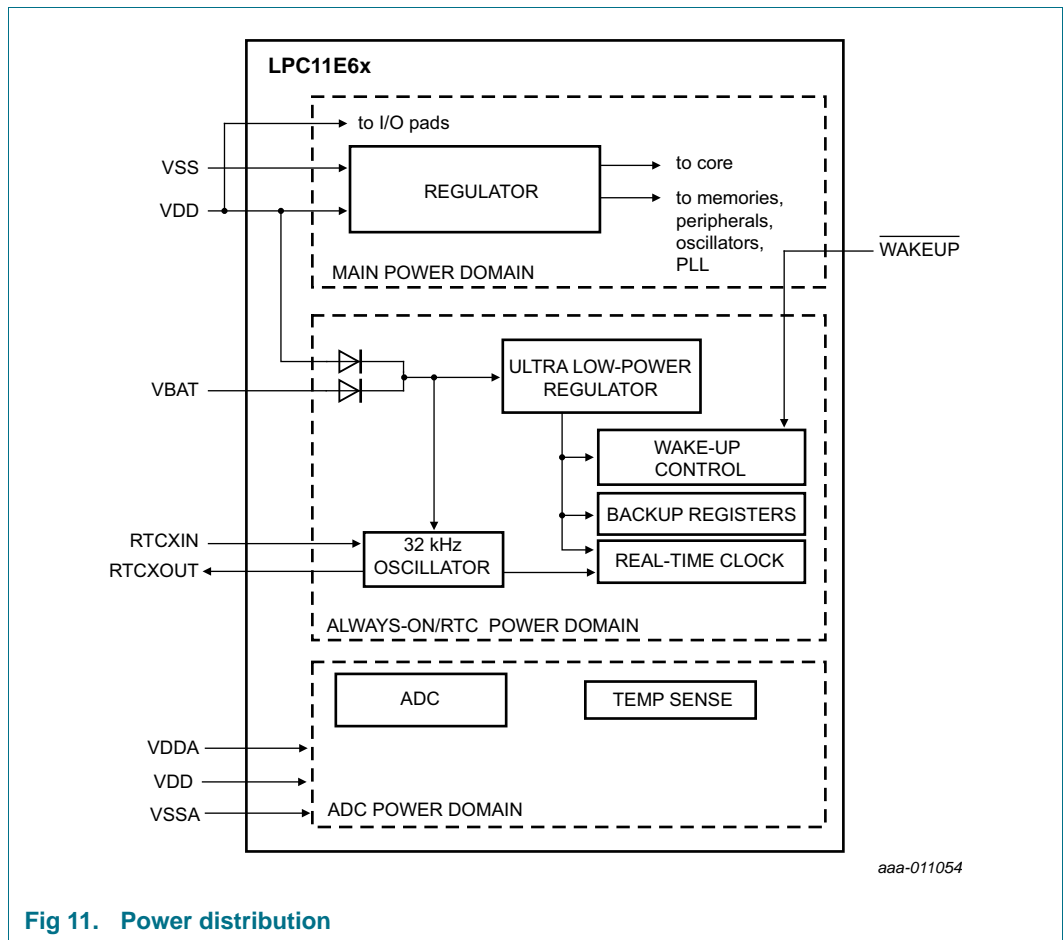 LPC11E6x
to I/O pads
VSS
VDD
REGULATOR
to core
to memories,
peripherals,
oscillators,
PLL
WAKEUP
MAIN POWER DOMAIN
VBAT
ULTRA LOW-POWER
REGULATOR
WAKE-UP
CONTROL
BACKUP REGISTERS
REAL-TIME CLOCK
RTCXIN
RTCXOUT
32 kHz
OSCILLATOR
ALWAYS-ON/RTC POWER DOMAIN
ADC
TEMP SENSE
VDDA
VDD
VSSA
ADC POWER DOMAIN
aaa-011054
Fig 11. Power distribution